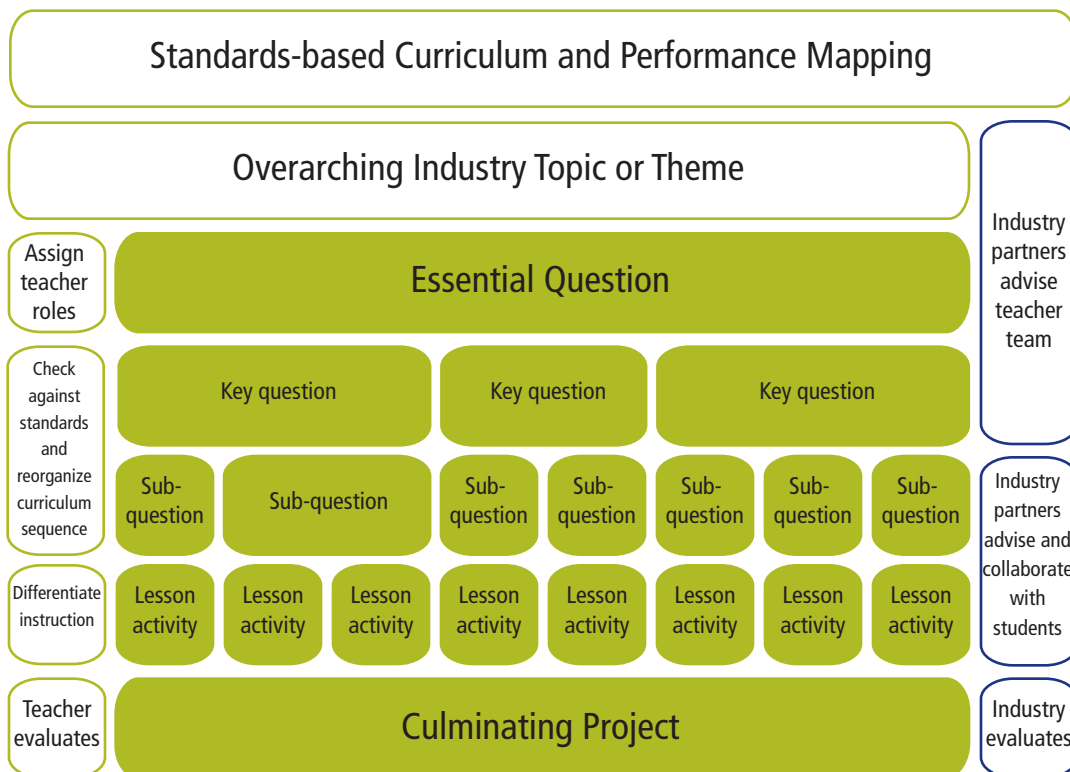 Standards-based Curriculum and Performance Mapping
Overarching Industry Topic or Theme
Industry
partners
advise
teacher
team
Assign
teacher
roles
Essential Question
Check
against
standards
and
reorganize
curriculum
sequence
Key question
Key question
Key question
Sub-
question
Sub-question
Sub-
question
Sub-
question
Sub-
question
Sub-
question
Sub-
question
Industry
partners
advise and
collaborate
with
students
Differentiate
instruction
Lesson
activity
Lesson
activity
Lesson
activity
Lesson
activity
Lesson
activity
Lesson
activity
Lesson
activity
Lesson
activity
Teacher
evaluates
Culminating Project
Industry
evaluates